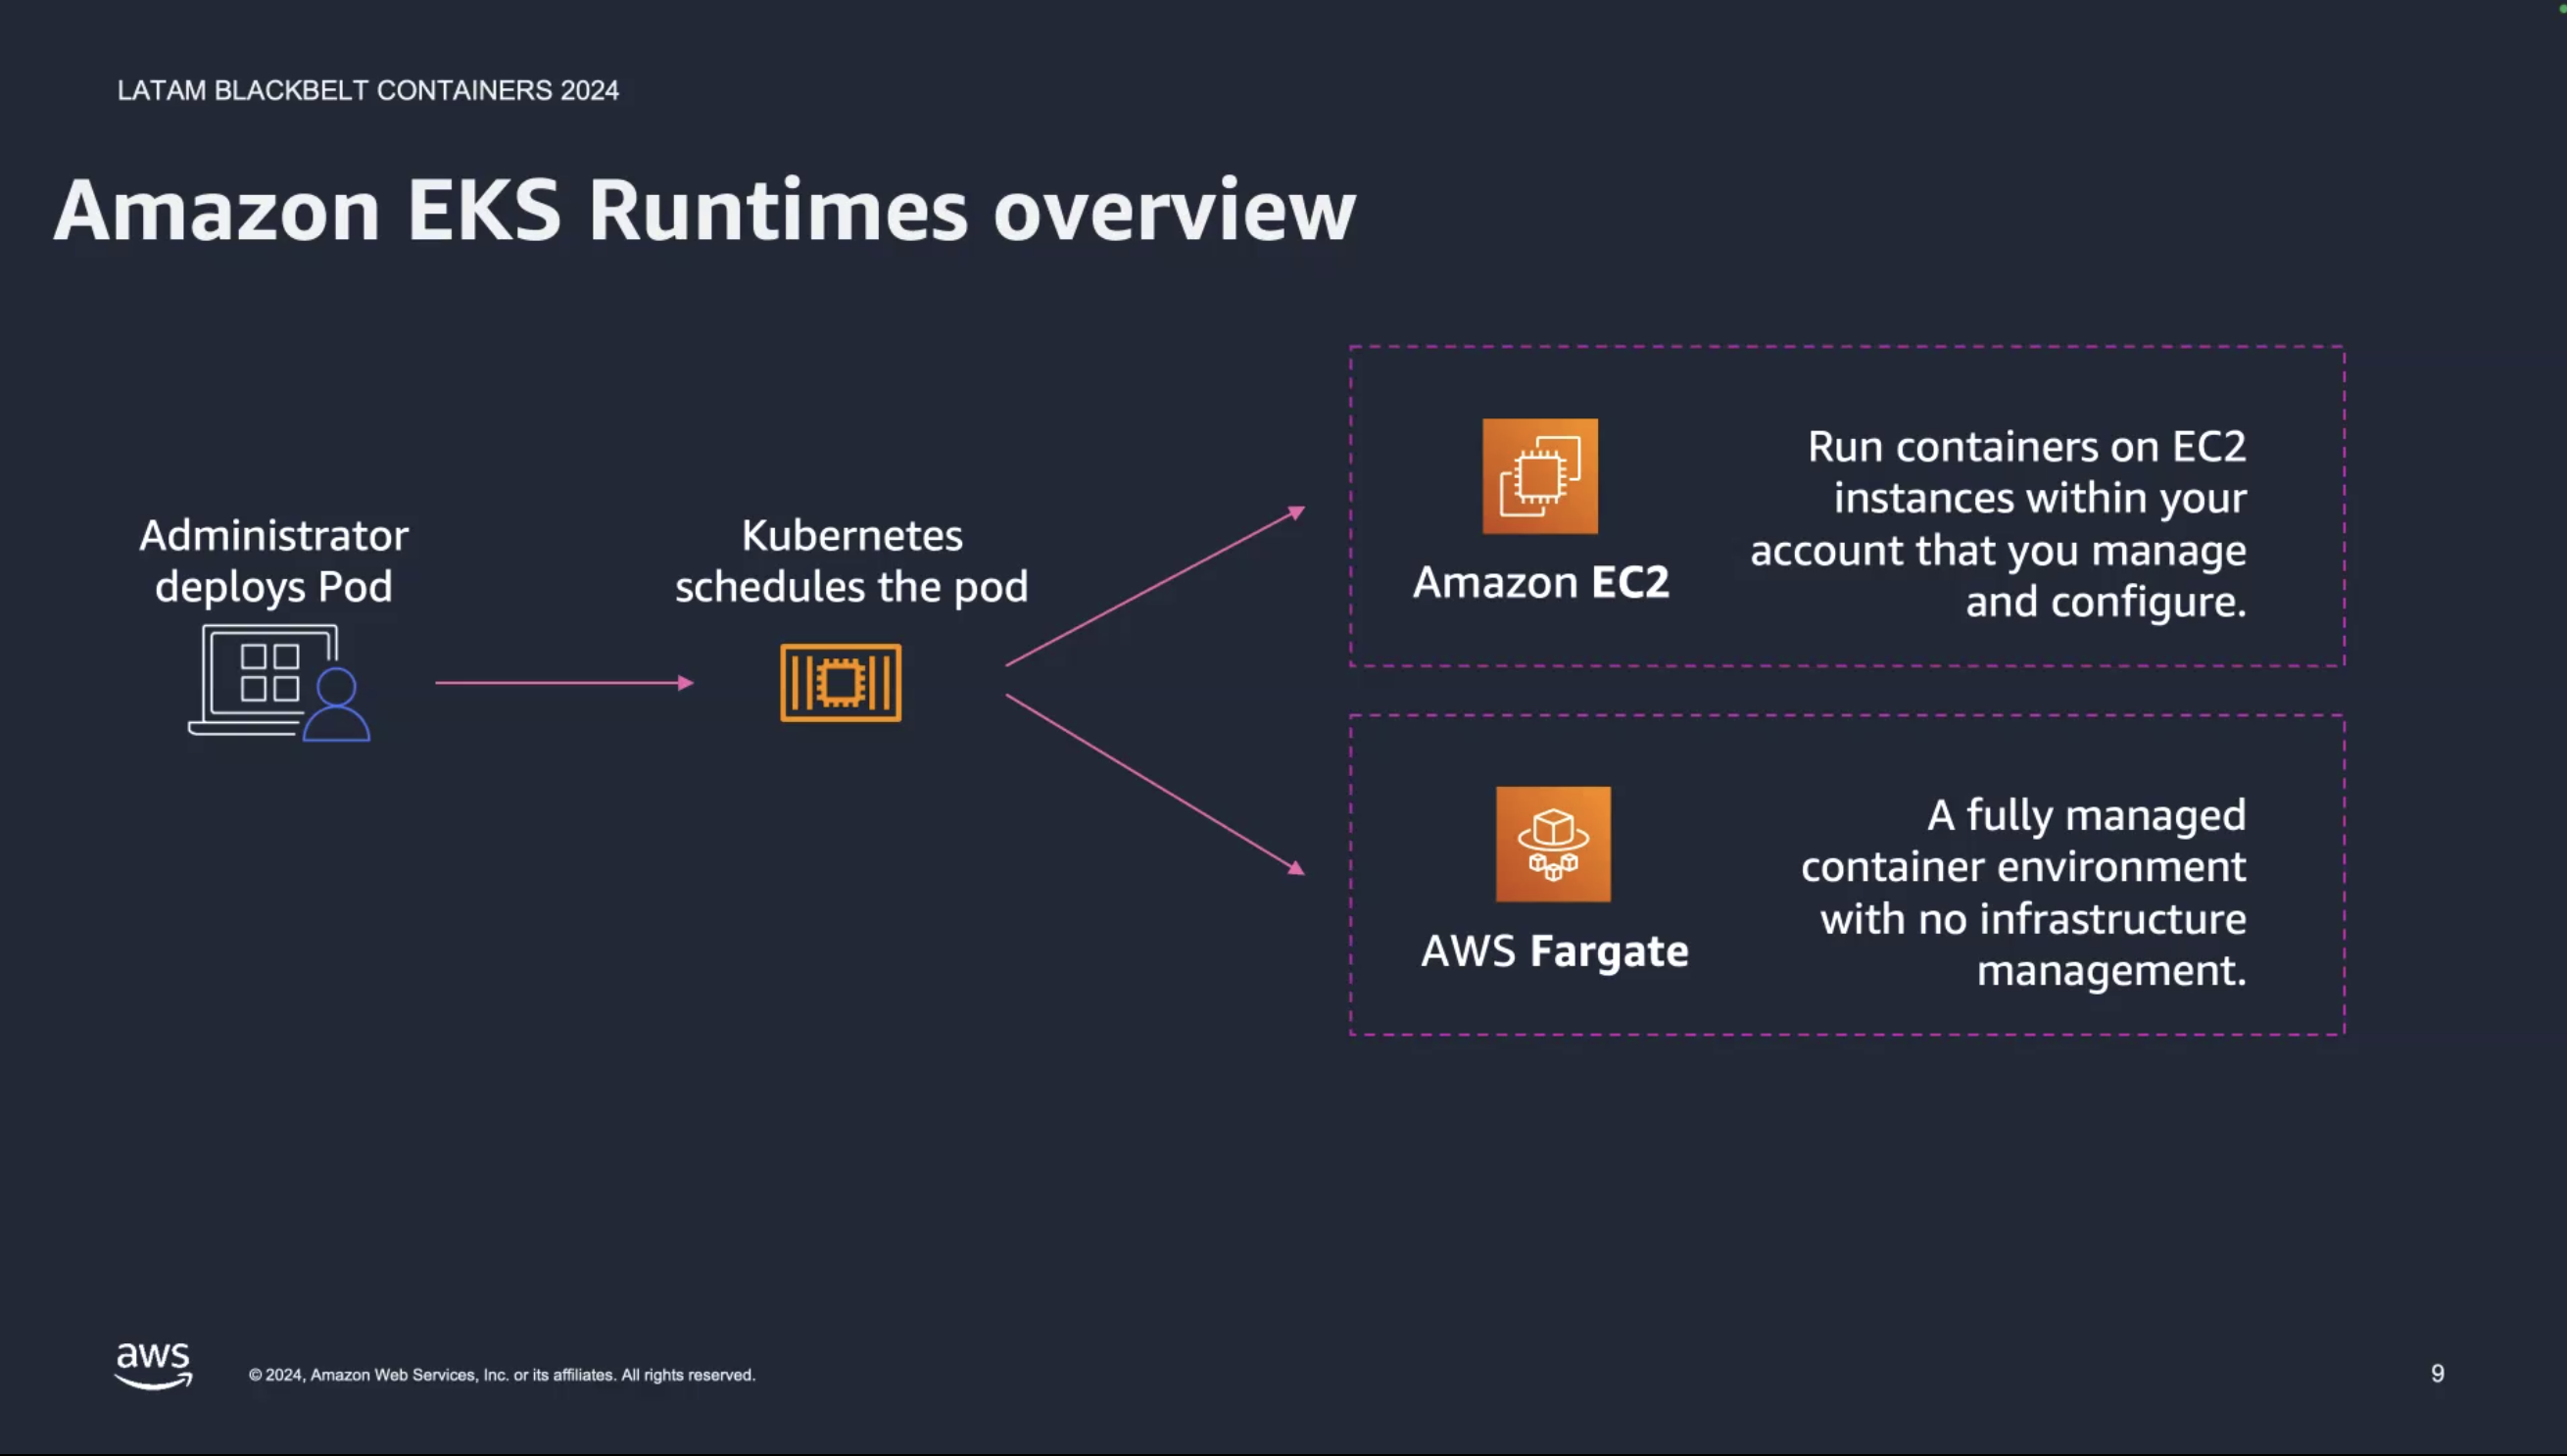 LATAM BLACKBELT CONTAINERS 2024
Amazon EKS Runtimes overview
Administrator
deploys Pod
Kubernetes
schedules the pod
Amazon EC2
Run containers on EC2
instances within your
account that you manage
and configure.
AWS Fargate
A fully managed
container environment
with no infrastructure
management.
aws
© 2024, Amazon Web Services, Inc. or its affiliates. All rights reserved.
9